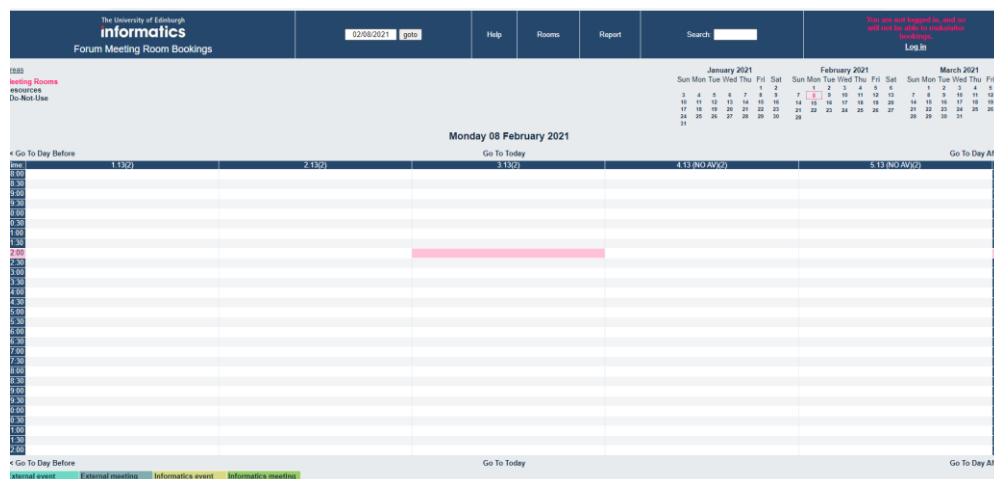 The University of Edinburgh
informatics
Forum Meeting Room Bookings
02/08/2021 goto
Help
Rooms
Report
Search:
You are not logged in, and so
will not be able to make/alter
bookings.
Log in
reas
eeting Rooms
esources
Do-Not-Use
January 2021
Sun Mon Tue Wed Thu Fri Sat
1 2
3 4 5 6 7 8 9
10 11 12 13 14 15 16
17 18 19 20 21 22 23
24 25 26 27 28 29 30
31
February 2021
Sun Mon Tue Wed Thu Fri Sat
1 2 3 4 5 6
7 8 9 10 11 12 13
14 15 16 17 18 19 20
21 22 23 24 25 26 27
28
March 2021
Sun Mon Tue Wed Thu Fri
1 2 3 4 5
7 8 9 10 11 12
14 15 16 17 18 19
21 22 23 24 25 26
28 29 30 31
Monday 08 February 2021
< Go To Day Before
Go To Today
Go To Day Af
ime: 1.13(2) 2.13(2) 3.13(2) 4.13 (NO AV)(2) 5.13 (NO AV)(2)
8:00
8:30
9:00
9:30
0:00
0:30
1:00
1:30
2:00
2:30
3:00
3:30
4:00
4:30
5:00
5:30
6:00
6:30
7:00
7:30
8:00
8:30
9:00
9:30
0:00
0:30
1:00
1:30
2:00
< Go To Day Before
Go To Today
Go To Day Af
xternal event External meeting Informatics event Informatics meeting